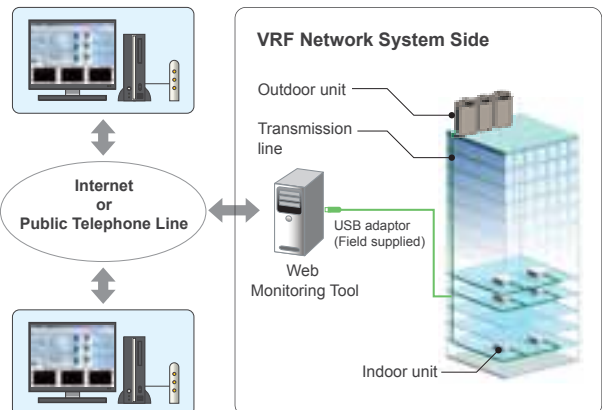 VRF Network System Side
Outdoor unit
Transmission
line
Internet
or
Public Telephone Line
USB adaptor
(Field supplied)
Web
Monitoring Tool
Indoor unit